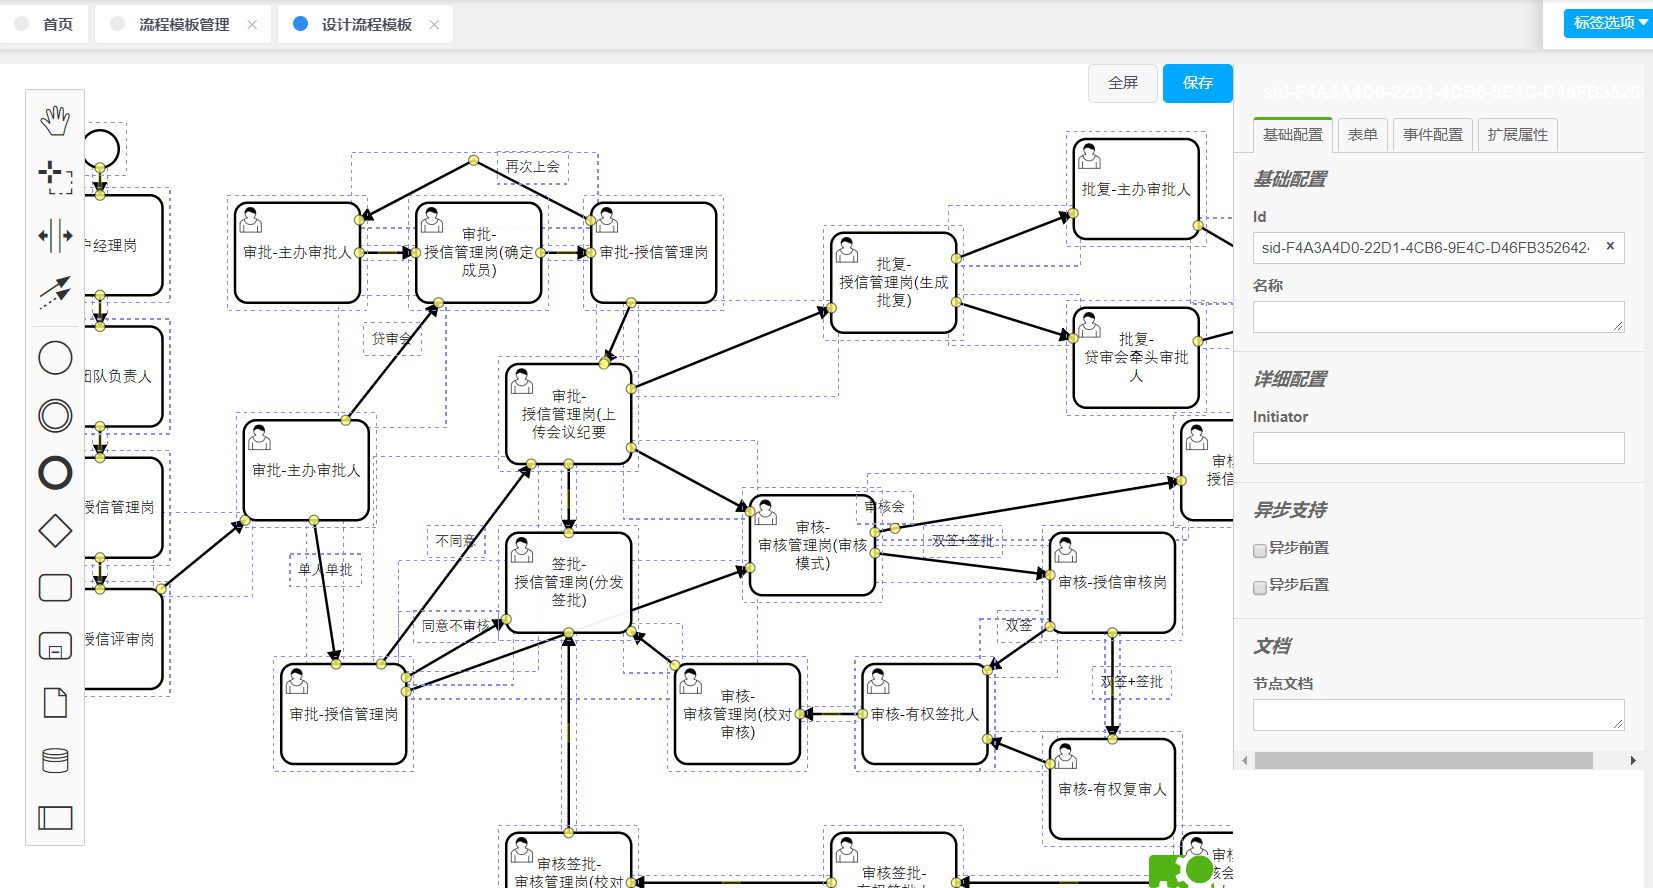 首页
流程模板管理
设计流程模板
标签选项
全屏
保存
sid-F4A3A4D0-22D1-4CB6-9E4C-D46FB35264
基础配置
表单
事件配置
扩展属性
基础配置
Id
sid-F4A3A4D0-22D1-4CB6-9E4C-D46FB3526424
名称
详细配置
Initiator
异步支持
异步前置
异步后置
文档
节点文档
再次上会
审批-主办审批人
审批-
授信管理岗(确定
成员)
审批-授信管理岗
批复-主办审批人
批复-
授信管理岗(生成
批复)
批复-
贷审会牵头审批
人
户经理岗
贷审会
团队负责人
审批-
授信管理岗(上
传会议纪要
审批-主办审批人
授信管理岗
审核
授信
审核会
双签+签批
审核-
审核管理岗(审核
模式)
不同意
单人单批
签批-
授信管理岗(分发
签批)
审核-授信审核岗
同意不审核
双签
授信评审岗
双签+签批
审批-授信管理岗
审核-
审核管理岗(校对
审核)
审核-有权签批人
审核-有权复审人
审核签批-
审核管理岗(校对
审核签批-
审核
核会